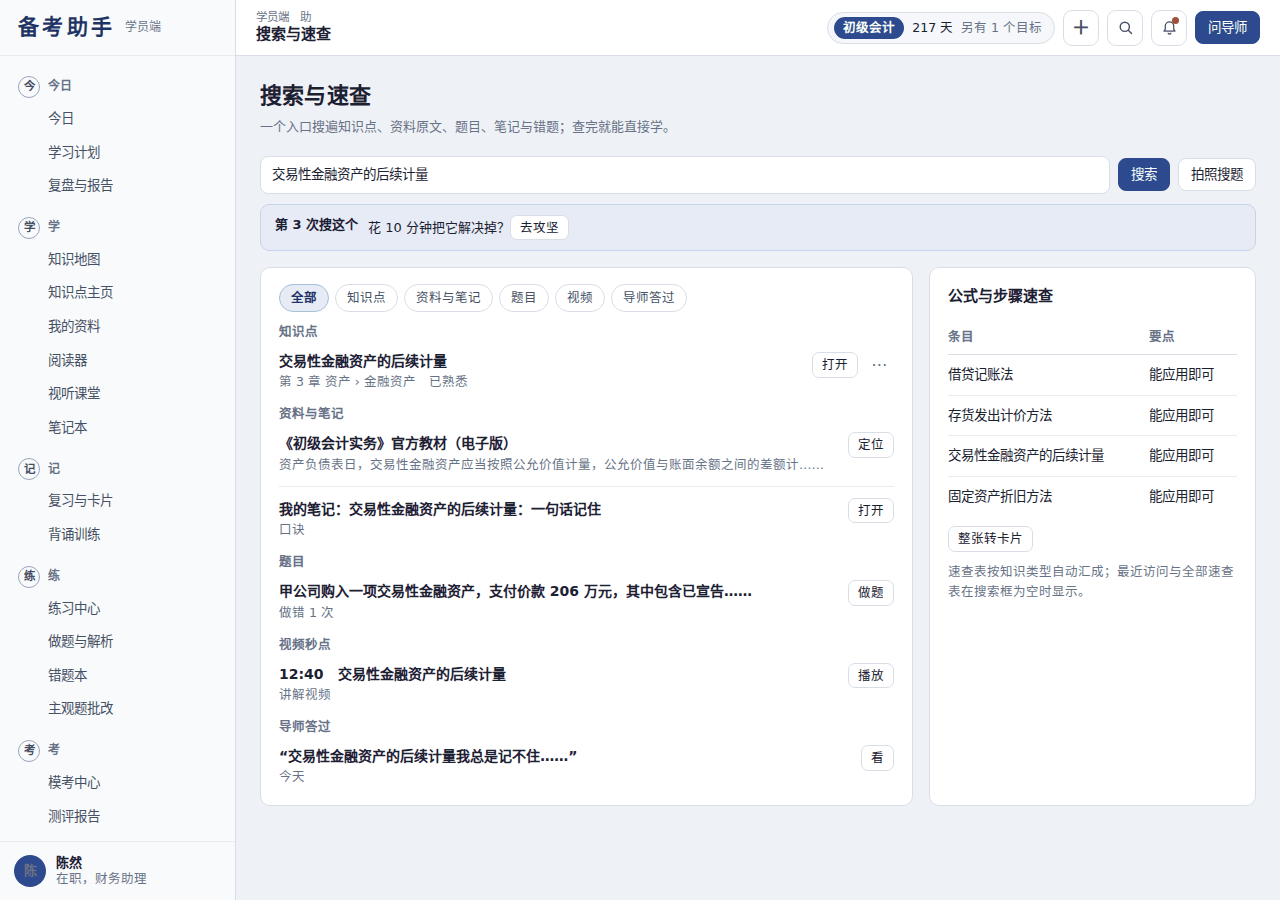 备考助手 学员端
今 今日
今日
学习计划
复盘与报告
学 学
知识地图
知识点主页
我的资料
阅读器
视听课堂
笔记本
记 记
复习与卡片
背诵训练
练 练
练习中心
做题与解析
错题本
主观题批改
考 考
模考中心
测评报告
陈 陈然
在职，财务助理
学员端 助
搜索与速查
初级会计 217 天 另有 1 个目标
问导师
搜索与速查
一个入口搜遍知识点、资料原文、题目、笔记与错题；查完就能直接学。
交易性金融资产的后续计量 搜索 拍照搜题
第 3 次搜这个 花 10 分钟把它解决掉？ 去攻坚
全部 知识点 资料与笔记 题目 视频 导师答过
知识点
交易性金融资产的后续计量 打开 …
第 3 章 资产 › 金融资产 已熟悉
资料与笔记
《初级会计实务》官方教材（电子版） 定位
资产负债表日，交易性金融资产应当按照公允价值计量，公允价值与账面余额之间的差额计……
我的笔记：交易性金融资产的后续计量：一句话记住 打开
口诀
题目
甲公司购入一项交易性金融资产，支付价款 206 万元，其中包含已宣告…… 做题
做错 1 次
视频秒点
12:40 交易性金融资产的后续计量 播放
讲解视频
导师答过
“交易性金融资产的后续计量我总是记不住……” 看
今天
公式与步骤速查
条目 要点
借贷记账法 能应用即可
存货发出计价方法 能应用即可
交易性金融资产的后续计量 能应用即可
固定资产折旧方法 能应用即可
整张转卡片
速查表按知识类型自动汇成；最近访问与全部速查
表在搜索框为空时显示。